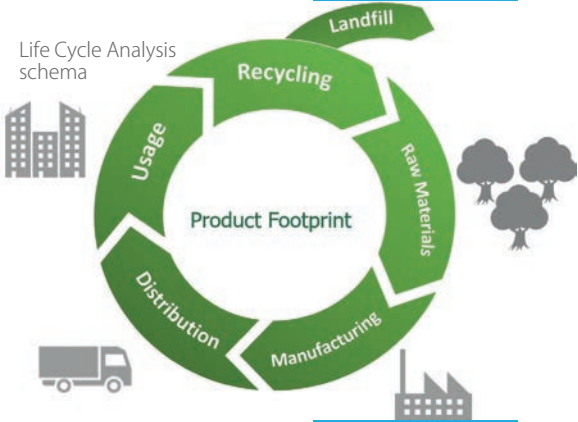 Life Cycle Analysis
schema
Landfill
Recycling
Raw Materials
Manufacturing
Distribution
Usage
Product Footprint